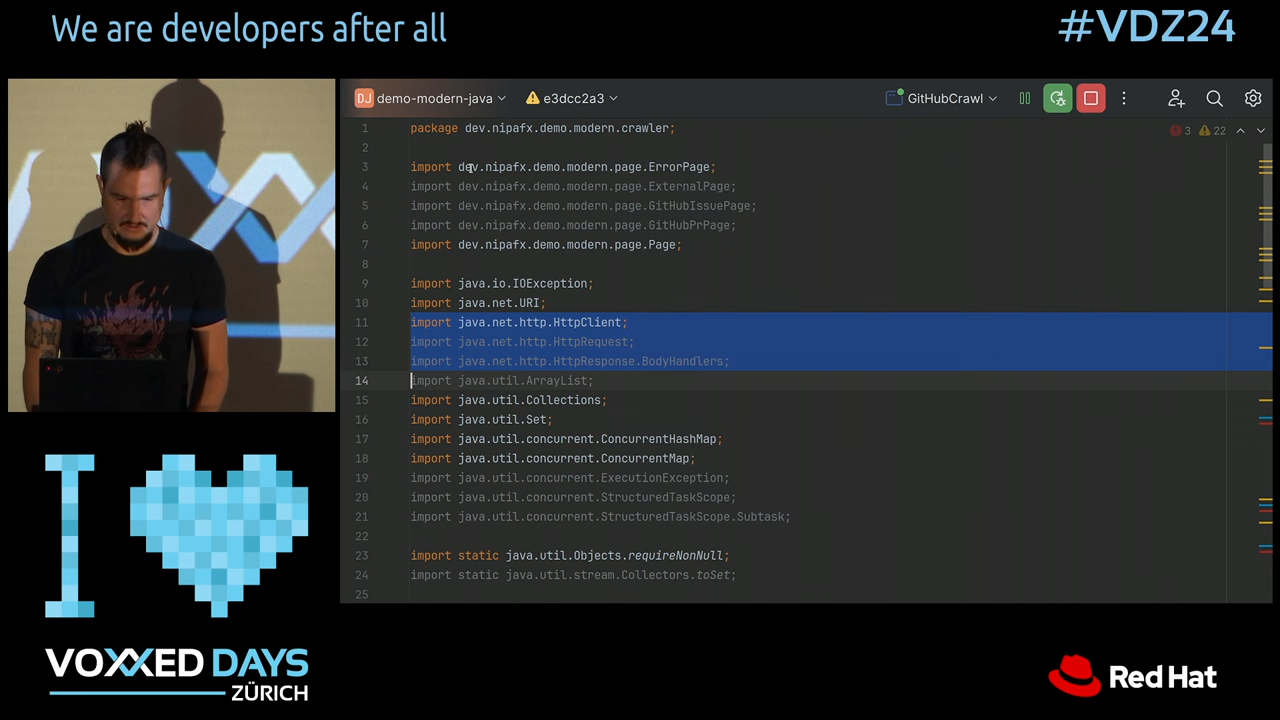 We are developers after all
#VDZ24
DJ demo-modern-java
e3dcc2a3
GitHubCrawl
3 22
1 package dev.nipafx.demo.modern.crawler;
2
3 import dev.nipafx.demo.modern.page.ErrorPage;
4 import dev.nipafx.demo.modern.page.ExternalPage;
5 import dev.nipafx.demo.modern.page.GitHubIssuePage;
6 import dev.nipafx.demo.modern.page.GitHubPrPage;
7 import dev.nipafx.demo.modern.page.Page;
8
9 import java.io.IOException;
10 import java.net.URI;
11 import java.net.http.HttpClient;
12 import java.net.http.HttpRequest;
13 import java.net.http.HttpResponse.BodyHandlers;
14 import java.util.ArrayList;
15 import java.util.Collections;
16 import java.util.Set;
17 import java.util.concurrent.ConcurrentHashMap;
18 import java.util.concurrent.ConcurrentMap;
19 import java.util.concurrent.ExecutionException;
20 import java.util.concurrent.StructuredTaskScope;
21 import java.util.concurrent.StructuredTaskScope.Subtask;
22
23 import static java.util.Objects.requireNonNull;
24 import static java.util.stream.Collectors.toSet;
25
I
VOXXED DAYS
ZÜRICH
Red Hat